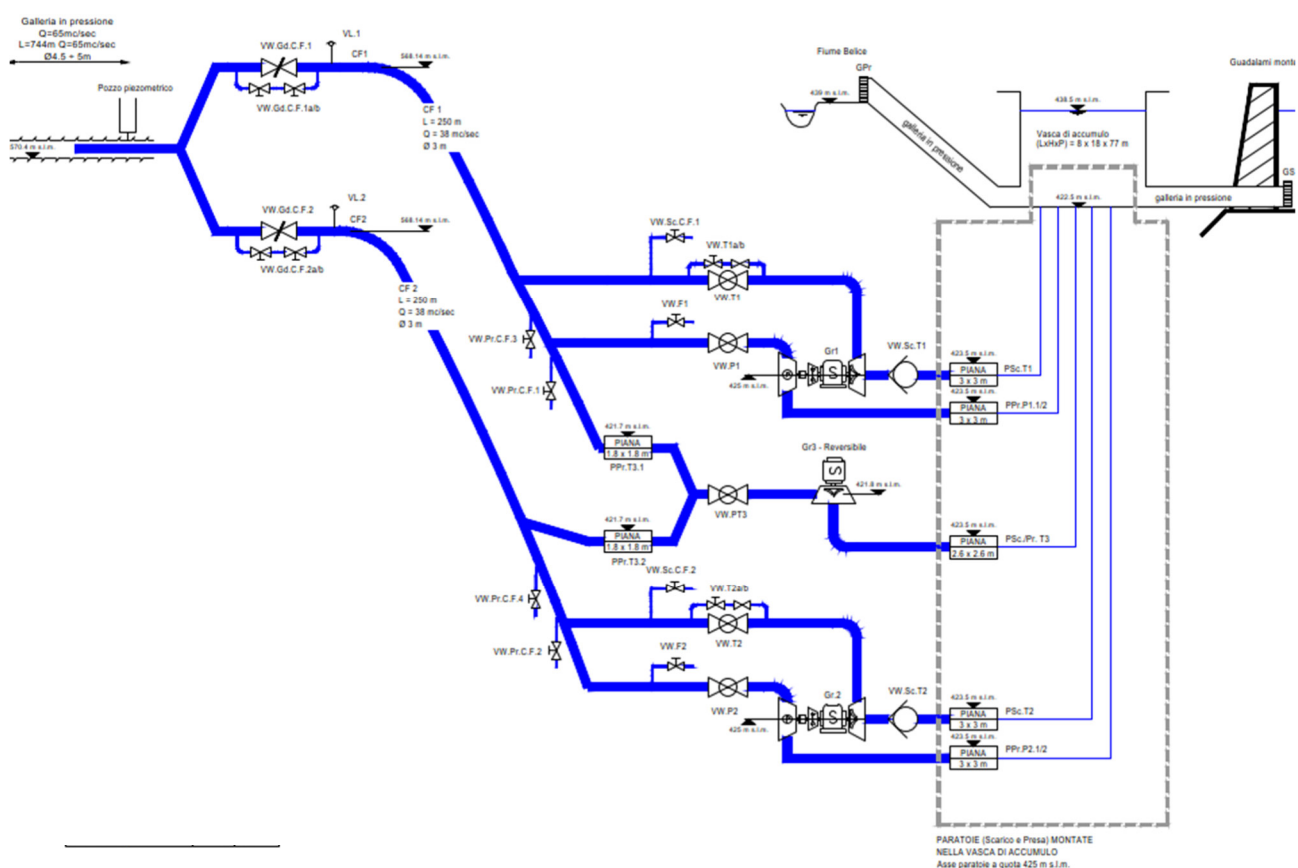 Galleria in pressione
Q=65mc/sec
L=744m Q=65mc/sec
Ø4.5 ÷ 5m
Pozzo piezometrico
570.4 m s.l.m.
VW.Gd.C.F.1
VL.1
CF1
568.14 m s.l.m.
VW.Gd.C.F.1a/b
CF 1
L = 250 m
Q = 38 mc/sec
Ø 3 m
VW.Gd.C.F.2
VL.2
CF2
568.14 m s.l.m.
VW.Gd.C.F.2a/b
CF 2
L = 250 m
Q = 38 mc/sec
Ø 3 m
Fiume Belice
GPr
439 m s.l.m.
galleria in pressione
438.5 m s.l.m.
Vasca di accumulo
(LxHxP) = 8 x 18 x 77 m
422.5 m s.l.m.
galleria in pressione
Guadalami monte
GS
VW.Sc.C.F.1
VW.T1a/b
VW.T1
VW.F1
VW.Pr.C.F.3
VW.Pr.C.F.1
VW.P1
425 m s.l.m.
Gr1
S
VW.Sc.T1
423.5 m s.l.m.
PIANA
3 x 3 m
PSc.T1
423.5 m s.l.m.
PIANA
3 x 3 m
PPr.P1.1/2
421.7 m s.l.m.
PIANA
1.8 x 1.8 m
PPr.T3.1
Gr3 - Reversibile
S
421.8 m s.l.m.
VW.PT3
421.7 m s.l.m.
PIANA
1.8 x 1.8 m
PPr.T3.2
423.5 m s.l.m.
PIANA
2.6 x 2.6 m
PSc./Pr. T3
VW.Sc.C.F.2
VW.T2a/b
VW.T2
VW.Pr.C.F.4
VW.Pr.C.F.2
VW.F2
VW.P2
425 m s.l.m.
Gr.2
S
VW.Sc.T2
423.5 m s.l.m.
PIANA
3 x 3 m
PSc.T2
423.5 m s.l.m.
PIANA
3 x 3 m
PPr.P2.1/2
PARATOIE (Scarico e Presa) MONTATE
NELLA VASCA DI ACCUMULO
Asse paratoie a quota 425 m s.l.m.